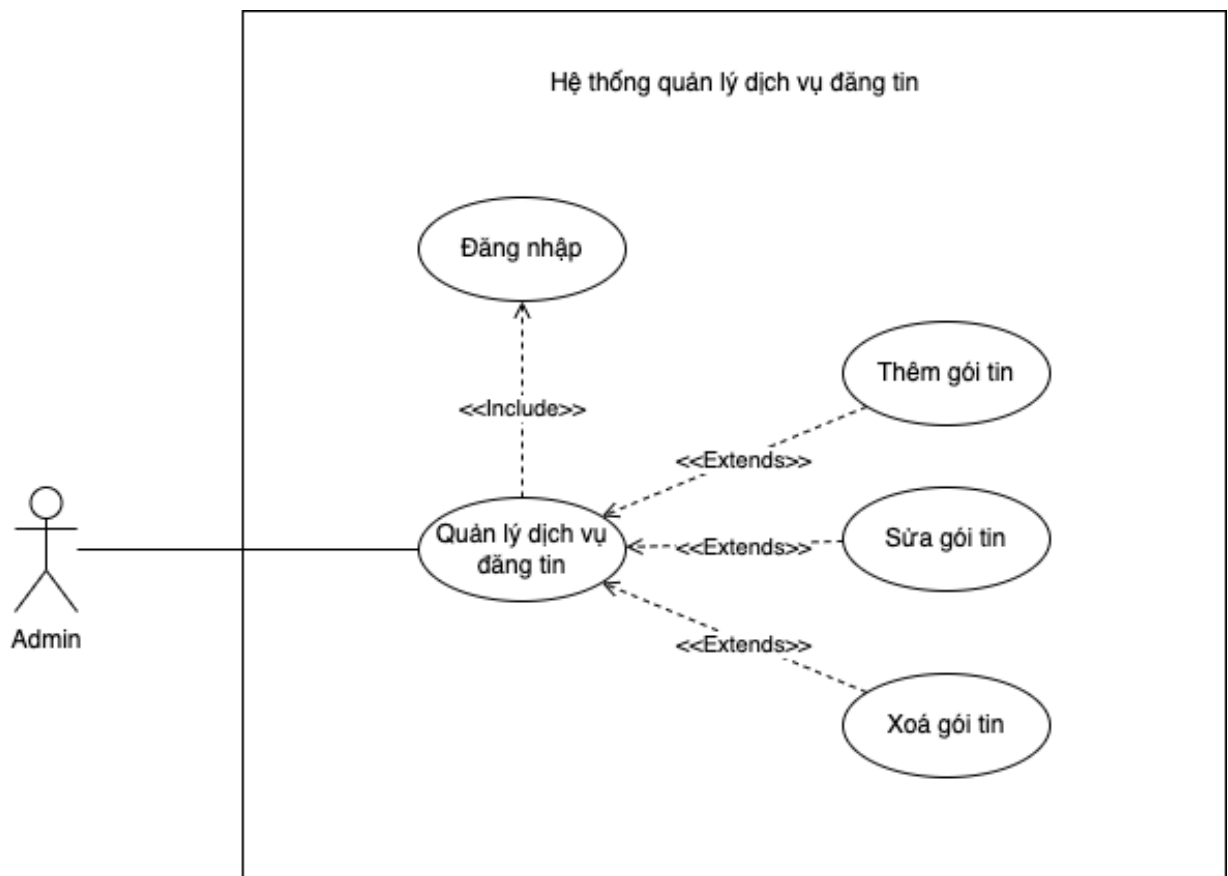 Hệ thống quản lý dịch vụ đăng tin
Đăng nhập
Thêm gói tin
<<Include>>
<<Extends>>
Quản lý dịch vụ
đăng tin
<<Extends>>
Sửa gói tin
Admin
<<Extends>>
Xoá gói tin